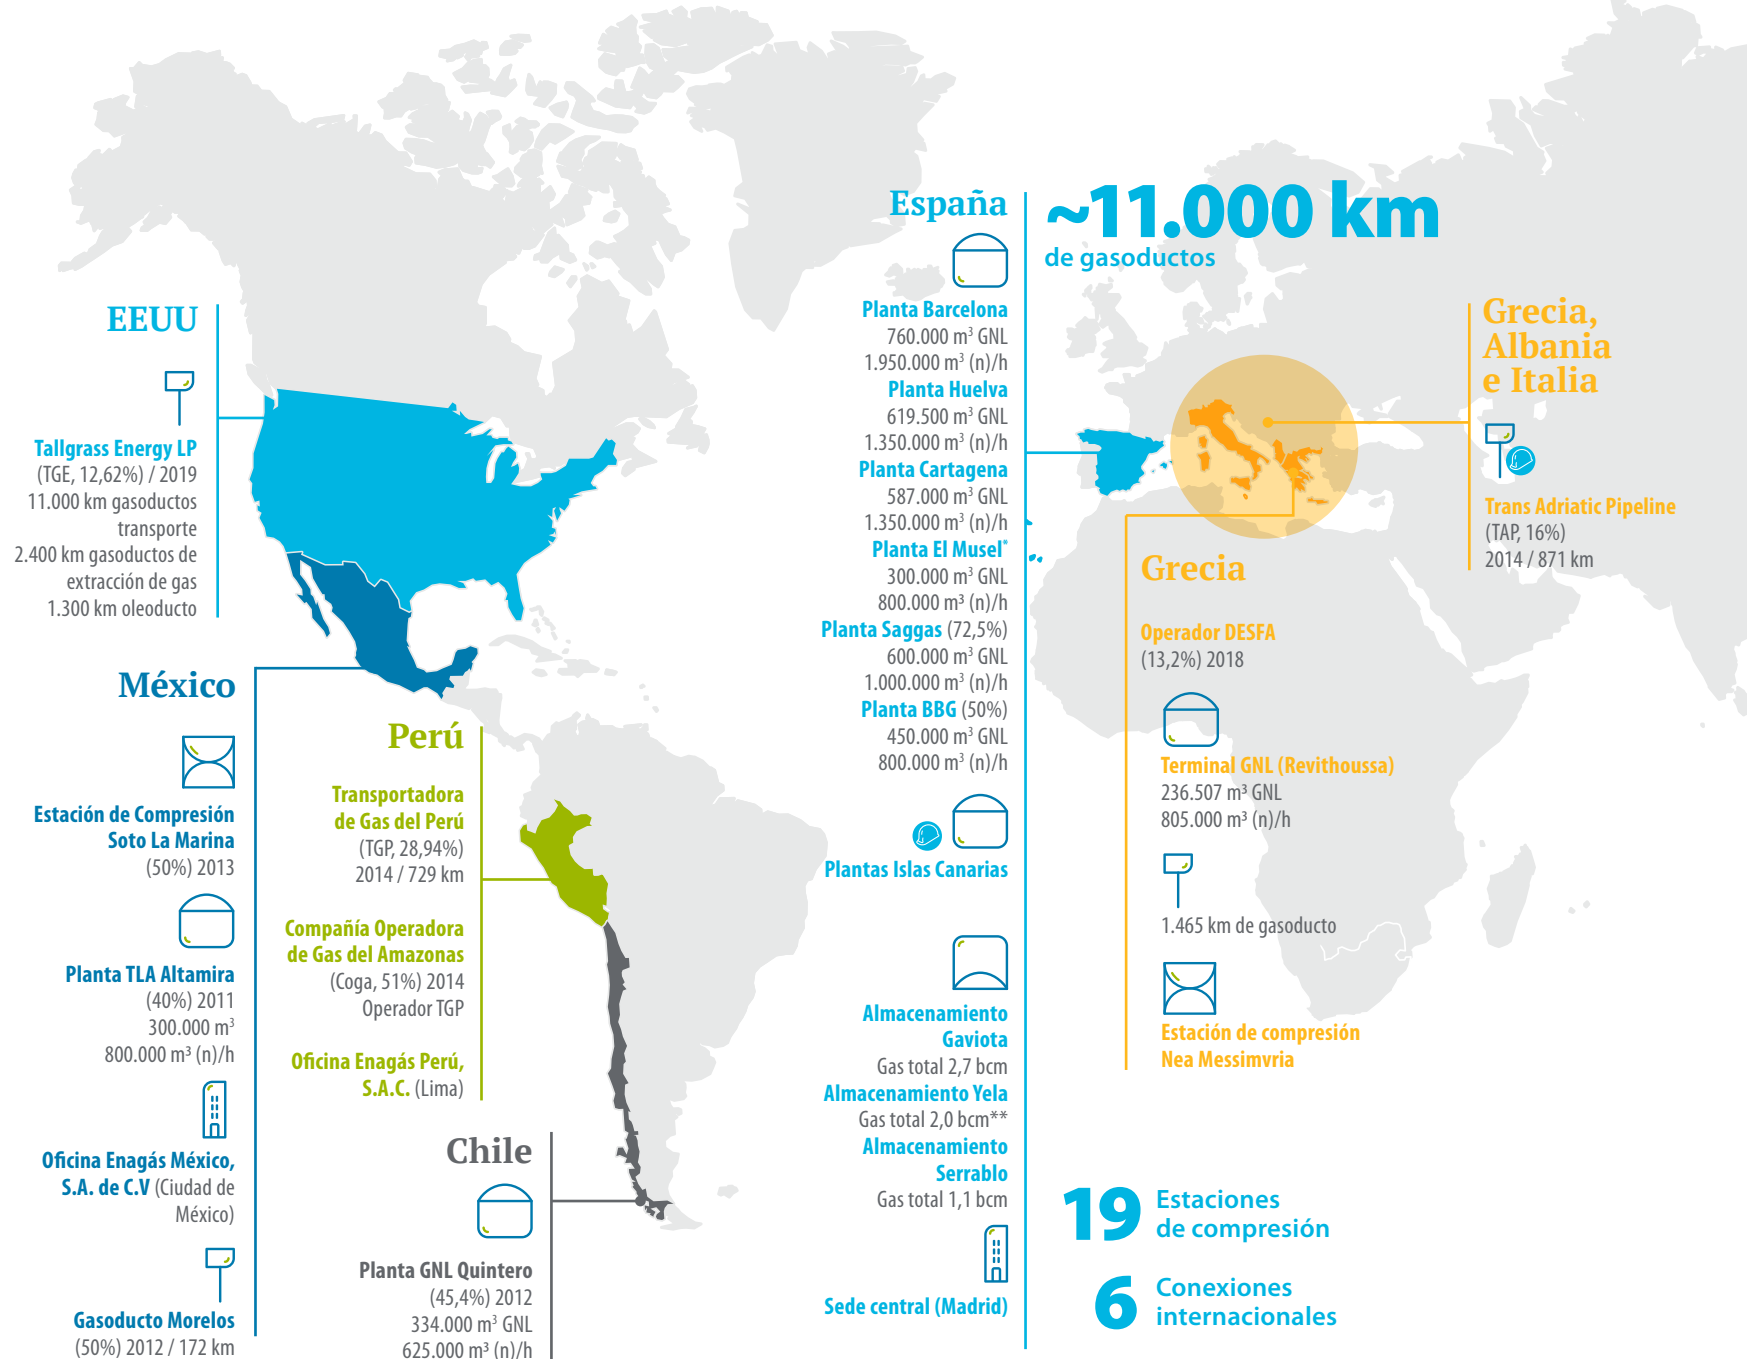 EEUU
Tallgrass Energy LP
(TGE, 12,62%) / 2019
11.000 km gasoductos
transporte
2.400 km gasoductos de
extracción de gas
1.300 km oleoducto
México
Estación de Compresión
Soto La Marina
(50%) 2013
Planta TLA Altamira
(40%) 2011
300.000 m³
800.000 m³ (n)/h
Oficina Enagás México,
S.A. de C.V (Ciudad de
México)
Gasoducto Morelos
(50%) 2012 / 172 km
Perú
Transportadora
de Gas del Perú
(TGP, 28,94%)
2014 / 729 km
Compañía Operadora
de Gas del Amazonas
(Coga, 51%) 2014
Operador TGP
Oficina Enagás Perú,
S.A.C. (Lima)
Chile
Planta GNL Quintero
(45,4%) 2012
334.000 m³ GNL
625.000 m³ (n)/h
España
Planta Barcelona
760.000 m³ GNL
1.950.000 m³ (n)/h
Planta Huelva
619.500 m³ GNL
1.350.000 m³ (n)/h
Planta Cartagena
587.000 m³ GNL
1.350.000 m³ (n)/h
Planta El Musel*
300.000 m³ GNL
800.000 m³ (n)/h
Planta Saggas (72,5%)
600.000 m³ GNL
1.000.000 m³ (n)/h
Planta BBG (50%)
450.000 m³ GNL
800.000 m³ (n)/h
Plantas Islas Canarias
Almacenamiento
Gaviota
Gas total 2,7 bcm
Almacenamiento Yela
Gas total 2,0 bcm**
Almacenamiento
Serrablo
Gas total 1,1 bcm
Sede central (Madrid)
~11.000 km
de gasoductos
Grecia,
Albania
e Italia
Trans Adriatic Pipeline
(TAP, 16%)
2014 / 871 km
Grecia
Operador DESFA
(13,2%) 2018
Terminal GNL (Revithoussa)
236.507 m³ GNL
805.000 m³ (n)/h
1.465 km de gasoducto
Estación de compresión
Nea Messimvria
19 Estaciones
de compresión
6 Conexiones
internacionales